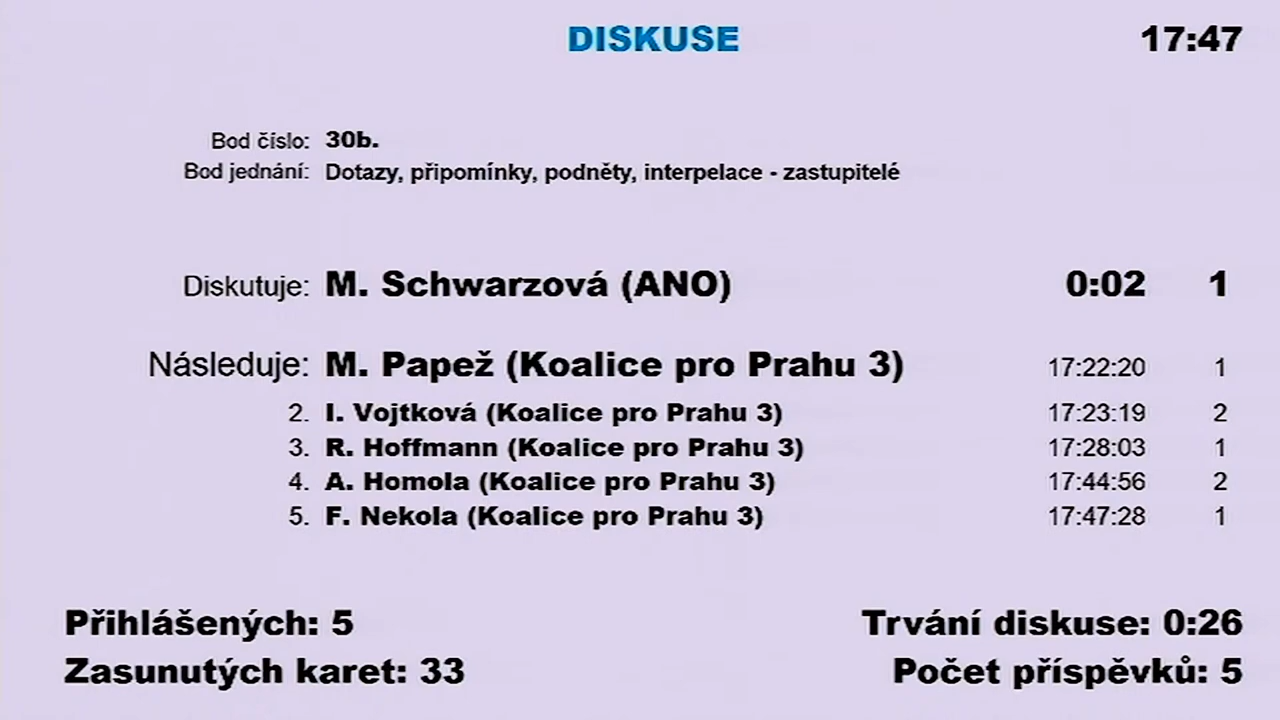 DISKUSE 17:47
Bod číslo: 30b.
Bod jednání: Dotazy, připomínky, podněty, interpelace - zastupitelé
Diskutuje: M. Schwarzová (ANO) 0:02 1
Následuje: M. Papež (Koalice pro Prahu 3) 17:22:20 1
2. I. Vojtková (Koalice pro Prahu 3) 17:23:19 2
3. R. Hoffmann (Koalice pro Prahu 3) 17:28:03 1
4. A. Homola (Koalice pro Prahu 3) 17:44:56 2
5. F. Nekola (Koalice pro Prahu 3) 17:47:28 1
Přihlášených: 5 Trvání diskuse: 0:26
Zasunutých karet: 33 Počet příspěvků: 5